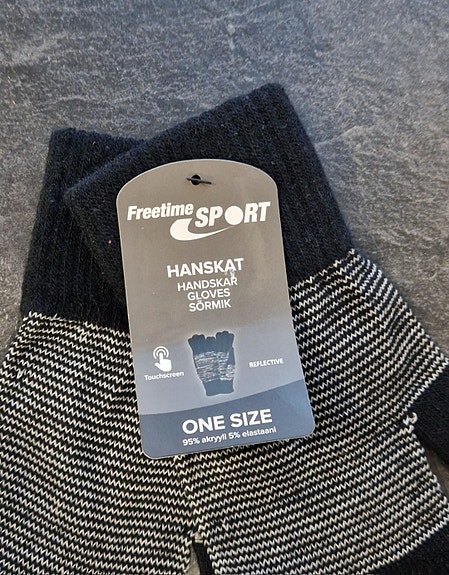 Freetime SPORT
HANSKAT
HANDSKAR
GLOVES
SÕRMIK
Touchscreen
REFLECTIVE
ONE SIZE
95% akryyli 5% elastaani